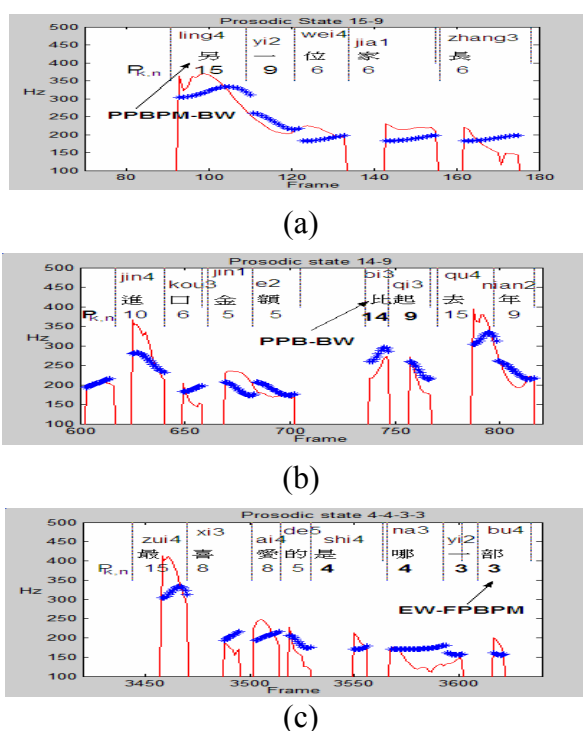 Prosodic State 15-9
ling4 yi2 wei4 jia1 zhang3
另 一 位 家 長
Pk,n 15 9 6 6 6
PPBPM-BW
Hz
500
450
400
350
300
250
200
150
100
80 100 120 140 160 180
Frame
(a)
Prosodic state 14-9
jin4 kou3 jin1 e2 bi3 qi3 qu4 nian2
進 口 金 額 比 起 去 年
Pk,n 10 6 5 5 14 9 15 9
PPB-BW
Hz
500
450
400
350
300
250
200
150
100
600 650 700 750 800
Frame
(b)
Prosodic state 4-4-3-3
zui4 xi3 ai4 de5 shi4 na3 yi2 bu4
最 喜 愛 的 是 哪 一 部
Pk,n 15 8 8 5 4 4 3 3
EW-FPBPM
Hz
500
450
400
350
300
250
200
150
100
3450 3500 3550 3600
Frame
(c)